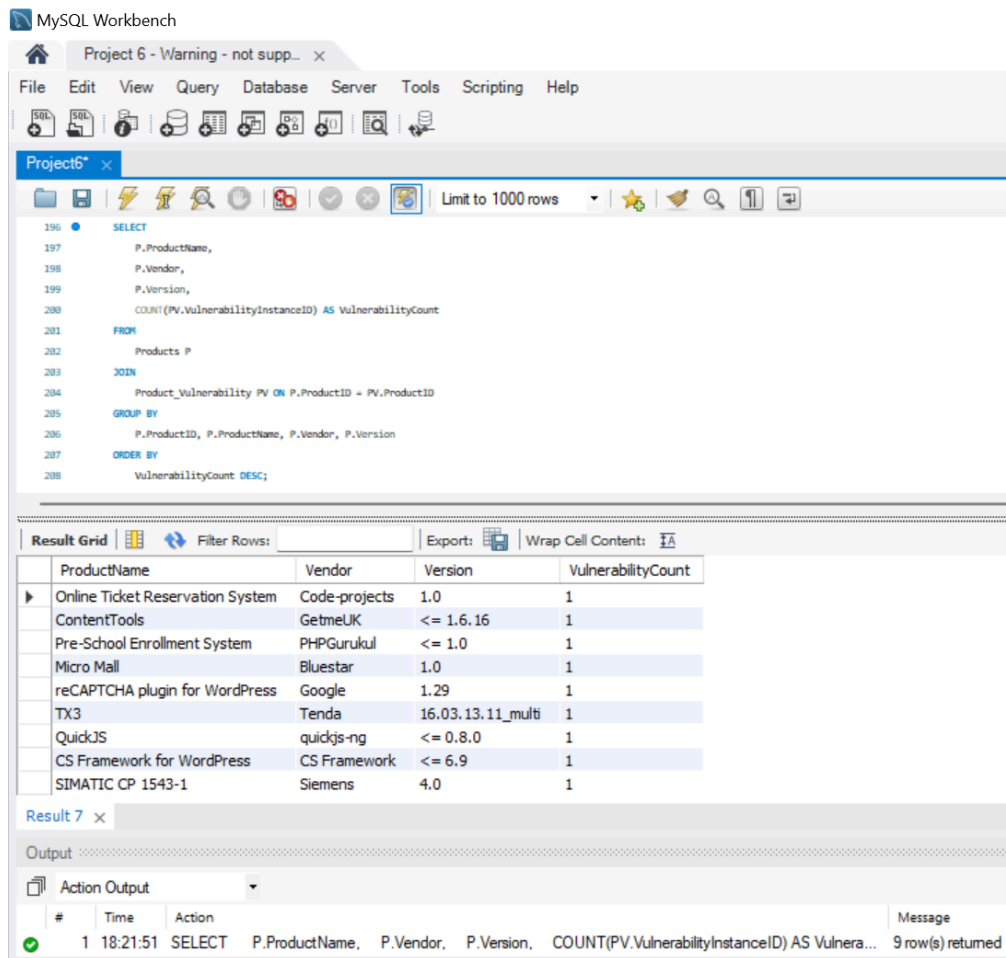 MySQL Workbench
Project 6 - Warning - not supp...
File Edit View Query Database Server Tools Scripting Help
Project6*
Limit to 1000 rows
196 SELECT
197 P.ProductName,
198 P.Vendor,
199 P.Version,
200 COUNT(PV.VulnerabilityInstanceID) AS VulnerabilityCount
201 FROM
202 Products P
203 JOIN
204 Product_Vulnerability PV ON P.ProductID = PV.ProductID
205 GROUP BY
206 P.ProductID, P.ProductName, P.Vendor, P.Version
207 ORDER BY
208 VulnerabilityCount DESC;
Result Grid Filter Rows: Export: Wrap Cell Content:
ProductName Vendor Version VulnerabilityCount
Online Ticket Reservation System Code-projects 1.0 1
ContentTools GetmeUK <= 1.6.16 1
Pre-School Enrollment System PHPGurukul <= 1.0 1
Micro Mall Bluestar 1.0 1
reCAPTCHA plugin for WordPress Google 1.29 1
TX3 Tenda 16.03.13.11_multi 1
QuickJS quickjs-ng <= 0.8.0 1
CS Framework for WordPress CS Framework <= 6.9 1
SIMATIC CP 1543-1 Siemens 4.0 1
Result 7
Output
Action Output
# Time Action Message
1 18:21:51 SELECT P.ProductName, P.Vendor, P.Version, COUNT(PV.VulnerabilityInstanceID) AS Vulnera... 9 row(s) returned